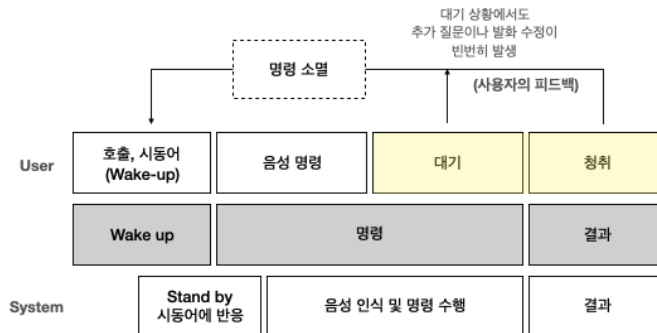 대기 상황에서도
추가 질문이나 발화 수정이
빈번히 발생
명령 소멸
(사용자의 피드백)
User
호출, 시동어
(Wake-up)
음성 명령
대기
청취
Wake up
명령
결과
System
Stand by
시동어에 반응
음성 인식 및 명령 수행
결과